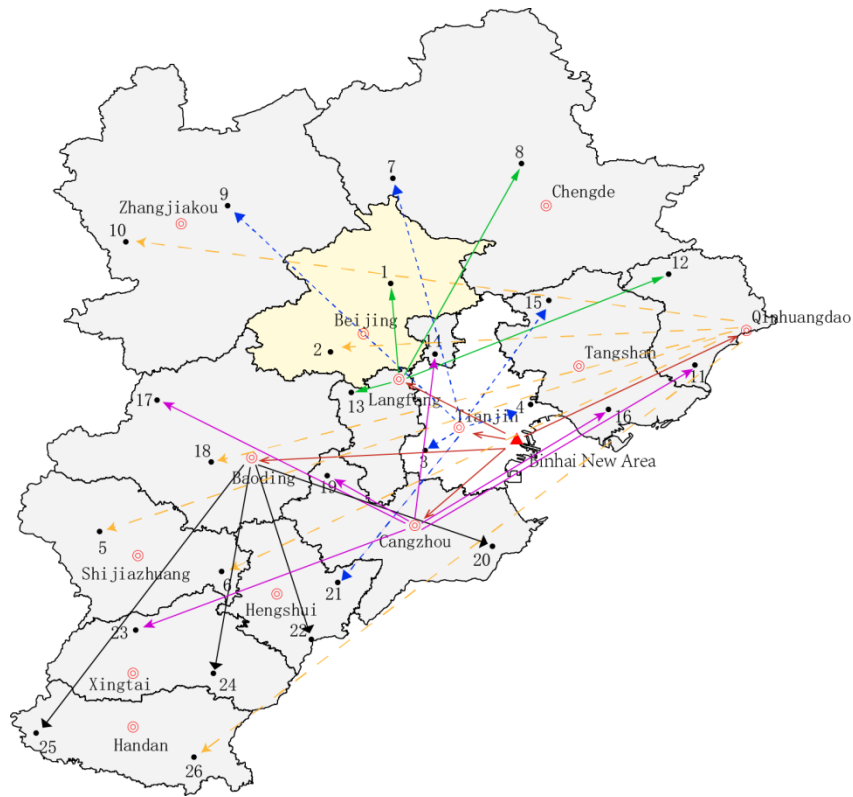 7
8
9
Zhangjiakou
Chengde
10
12
1
15
Beijing
Qinhuangdao
2
14
Tangshan
11
13
Langfang
17
4
16
Tianjin
3
Binhai New Area
18
Baoding
19
5
Cangzhou
20
Shijiazhuang
6
21
Hengshui
23
22
Xingtai
24
25
Handan
26